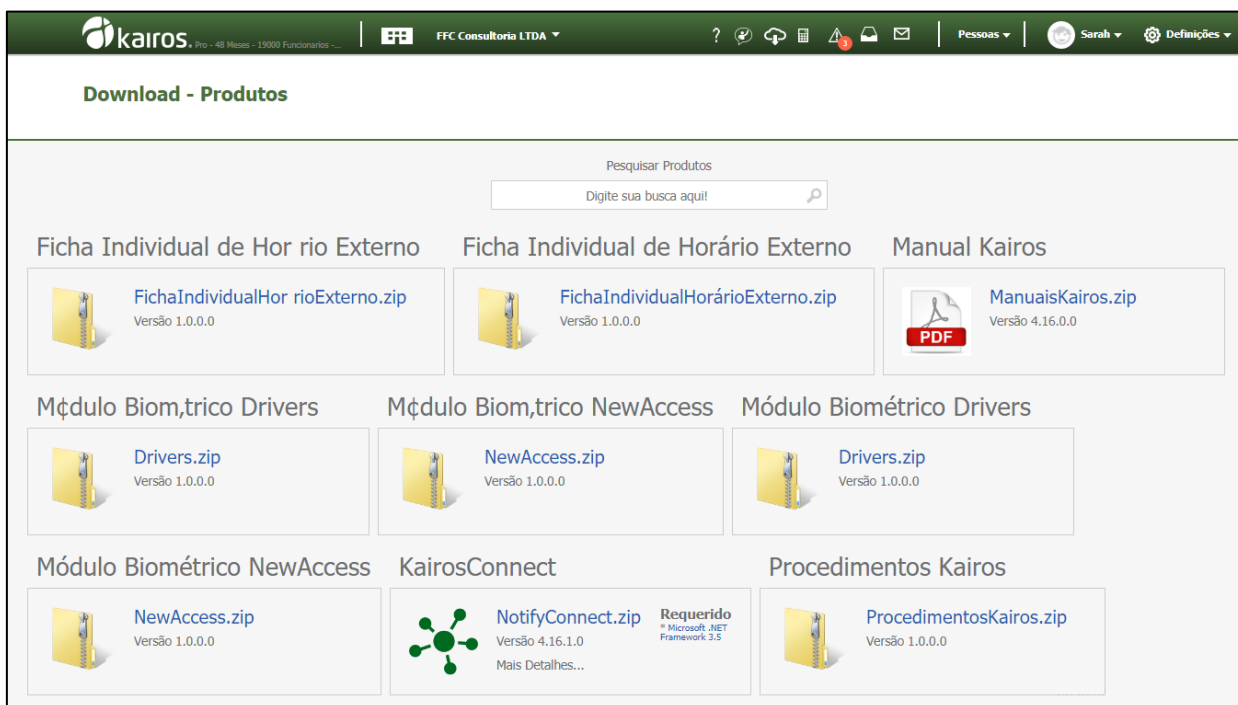 kairos. Pro - 48 Meses - 19000 Funcionarios -... FFC Consultoria LTDA ? 3 Pessoas Sarah Definições
Download - Produtos
Pesquisar Produtos
Digite sua busca aqui!
Ficha Individual de Hor rio Externo Ficha Individual de Horário Externo Manual Kairos
FichaIndividualHor rioExterno.zip FichaIndividualHorárioExterno.zip ManuaisKairos.zip
Versão 1.0.0.0 Versão 1.0.0.0 Versão 4.16.0.0
PDF
M¢dulo Biom‚trico Drivers M¢dulo Biom‚trico NewAccess Módulo Biométrico Drivers
Drivers.zip NewAccess.zip Drivers.zip
Versão 1.0.0.0 Versão 1.0.0.0 Versão 1.0.0.0
Módulo Biométrico NewAccess KairosConnect Procedimentos Kairos
NewAccess.zip NotifyConnect.zip Requerido ProcedimentosKairos.zip
Versão 1.0.0.0 Versão 4.16.1.0 * Microsoft .NET Versão 1.0.0.0
Framework 3.5
Mais Detalhes...